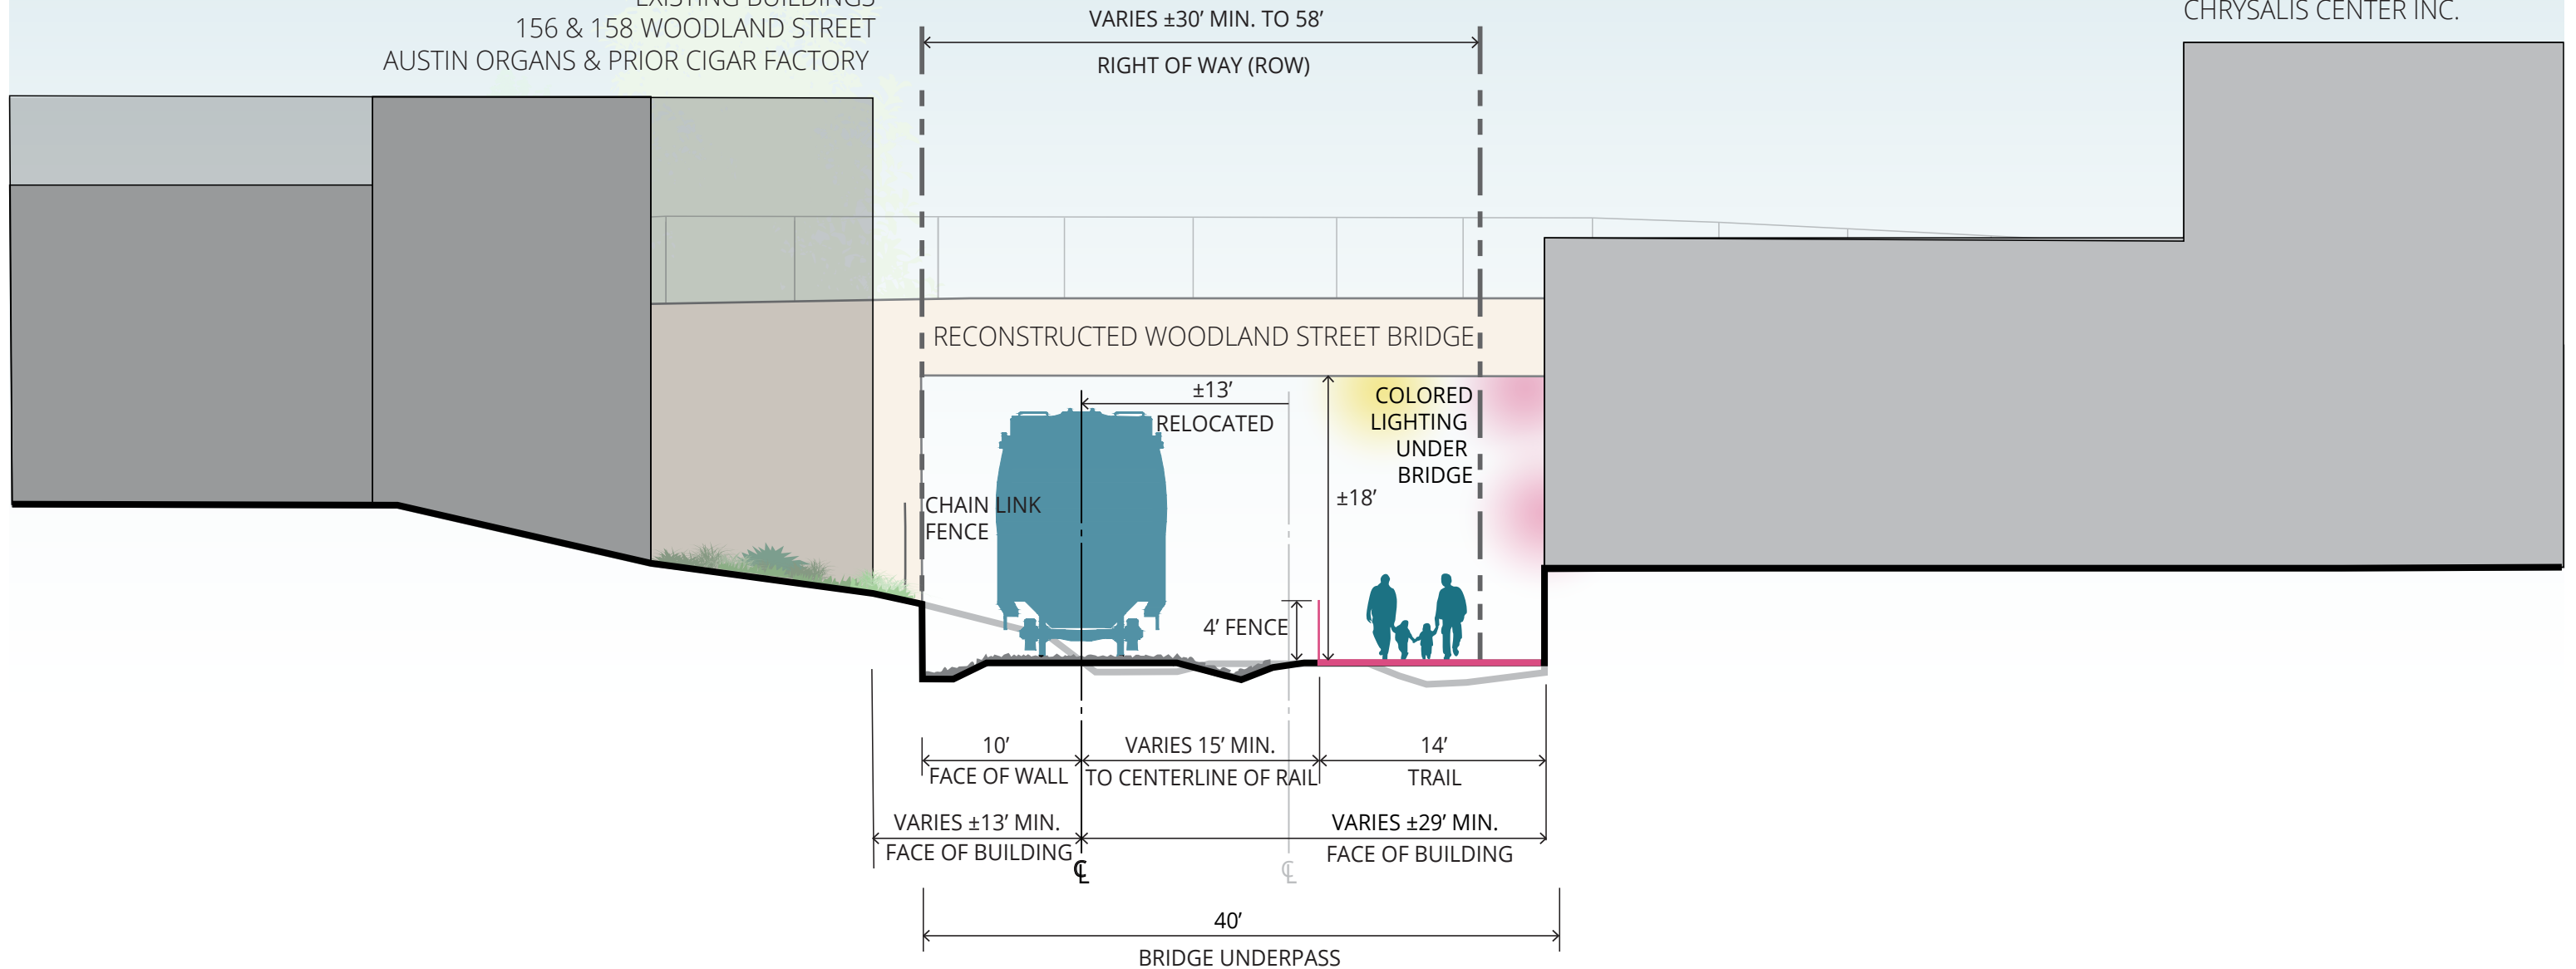 EXISTING BUILDINGS
156 & 158 WOODLAND STREET
AUSTIN ORGANS & PRIOR CIGAR FACTORY
VARIES ±30’ MIN. TO 58’
RIGHT OF WAY (ROW)
CHRYSALIS CENTER INC.
RECONSTRUCTED WOODLAND STREET BRIDGE
±13’
RELOCATED
COLORED
LIGHTING
UNDER
BRIDGE
±18’
CHAIN LINK
FENCE
4’ FENCE
10’
FACE OF WALL
VARIES 15’ MIN.
TO CENTERLINE OF RAIL
14’
TRAIL
VARIES ±13’ MIN.
FACE OF BUILDING
VARIES ±29’ MIN.
FACE OF BUILDING
℄
℄
40’
BRIDGE UNDERPASS